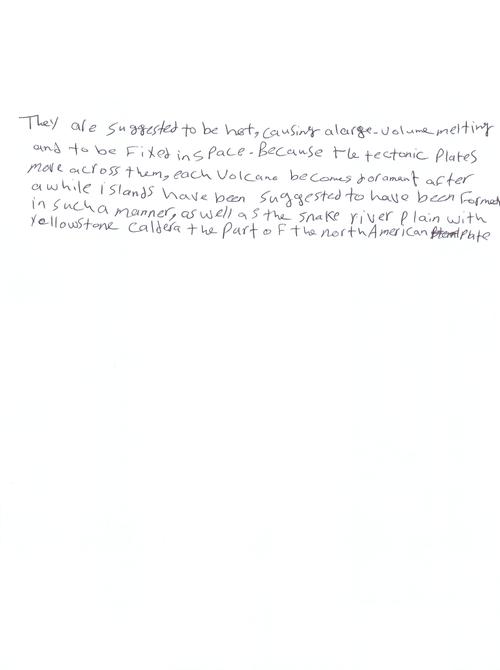 They are suggested to be hot, causing a large-volume melting
and to be Fixed in space. Because the tectonic Plates
move across them, each Volcano becomes dorament after
a while islands have been suggested to have been Formed
in such a manner, as well as the snake river Plain with
Yellowstone Caldera the Part of the north American Plate